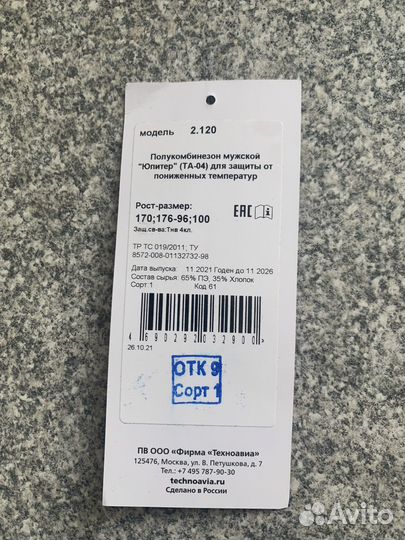 модель 2.120
Полукомбинезон мужской
"Юпитер" (ТА-04) для защиты от
пониженных температур
Рост-размер:
170;176-96;100
Защ.св-ва:Тнв 4кл.
EAC
ТР ТС 019/2011; ТУ
8572-008-01132732-98
Дата выпуска: 11.2021 Годен до 11 2026
Состав сырья: 65% ПЭ, 35% Хлопок
Сорт 1 Код 61
4 690292 032900 >
26.10.21
ОТК 9
Сорт 1
ПВ ООО «Фирма «Техноавиа»
125476, Москва, ул. В. Петушкова, д. 7
Тел.: +7 495 787-90-30
technoavia.ru
Сделано в России
Avito